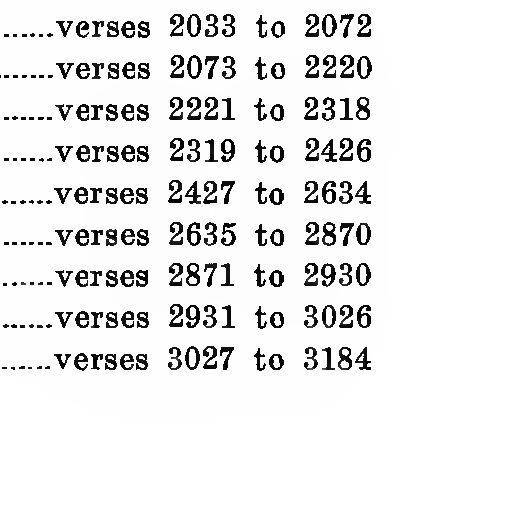 ......verses 2033 to 2072
.......verses 2073 to 2220
......verses 2221 to 2318
......verses 2319 to 2426
......verses 2427 to 2634
......verses 2635 to 2870
......verses 2871 to 2930
......verses 2931 to 3026
......verses 3027 to 3184